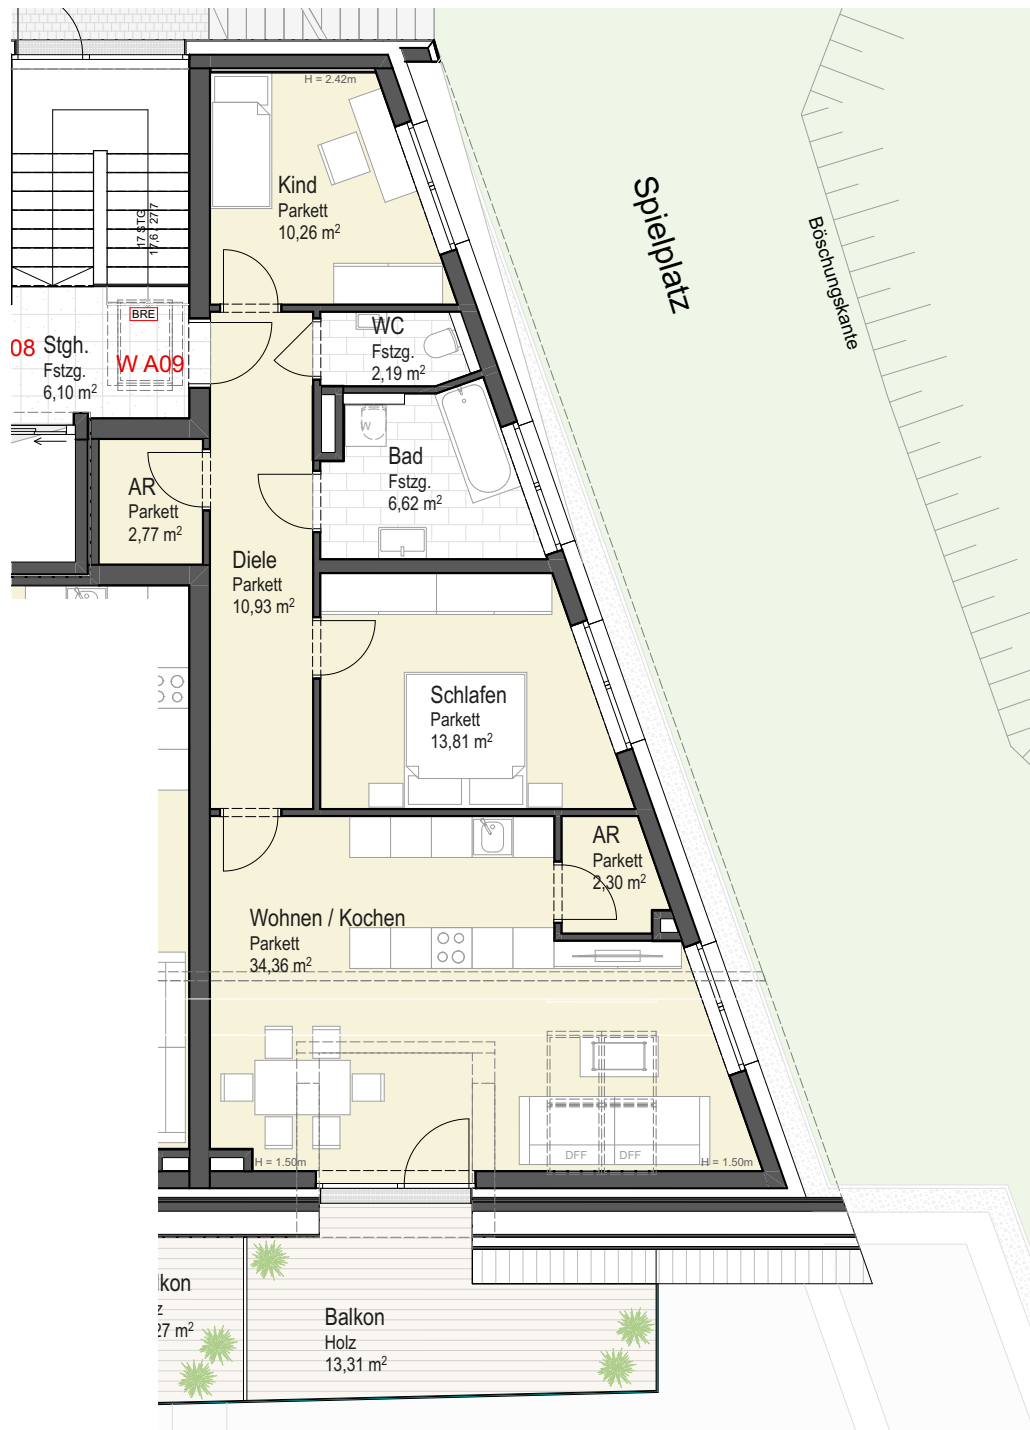 H = 2.42m
Kind
Parkett
10,26 m²
17 STG
17,6 / 27,7
BRE
08
Stgh.
Fstzg.
6,10 m²
W A09
WC
Fstzg.
2,19 m²
Spielplatz
Böschungskante
W
Bad
Fstzg.
6,62 m²
AR
Parkett
2,77 m²
Diele
Parkett
10,93 m²
Schlafen
Parkett
13,81 m²
AR
Parkett
2,30 m²
Wohnen / Kochen
Parkett
34,36 m²
DFF
DFF
H = 1.50m
H = 1.50m
lkon
z
27 m²
Balkon
Holz
13,31 m²